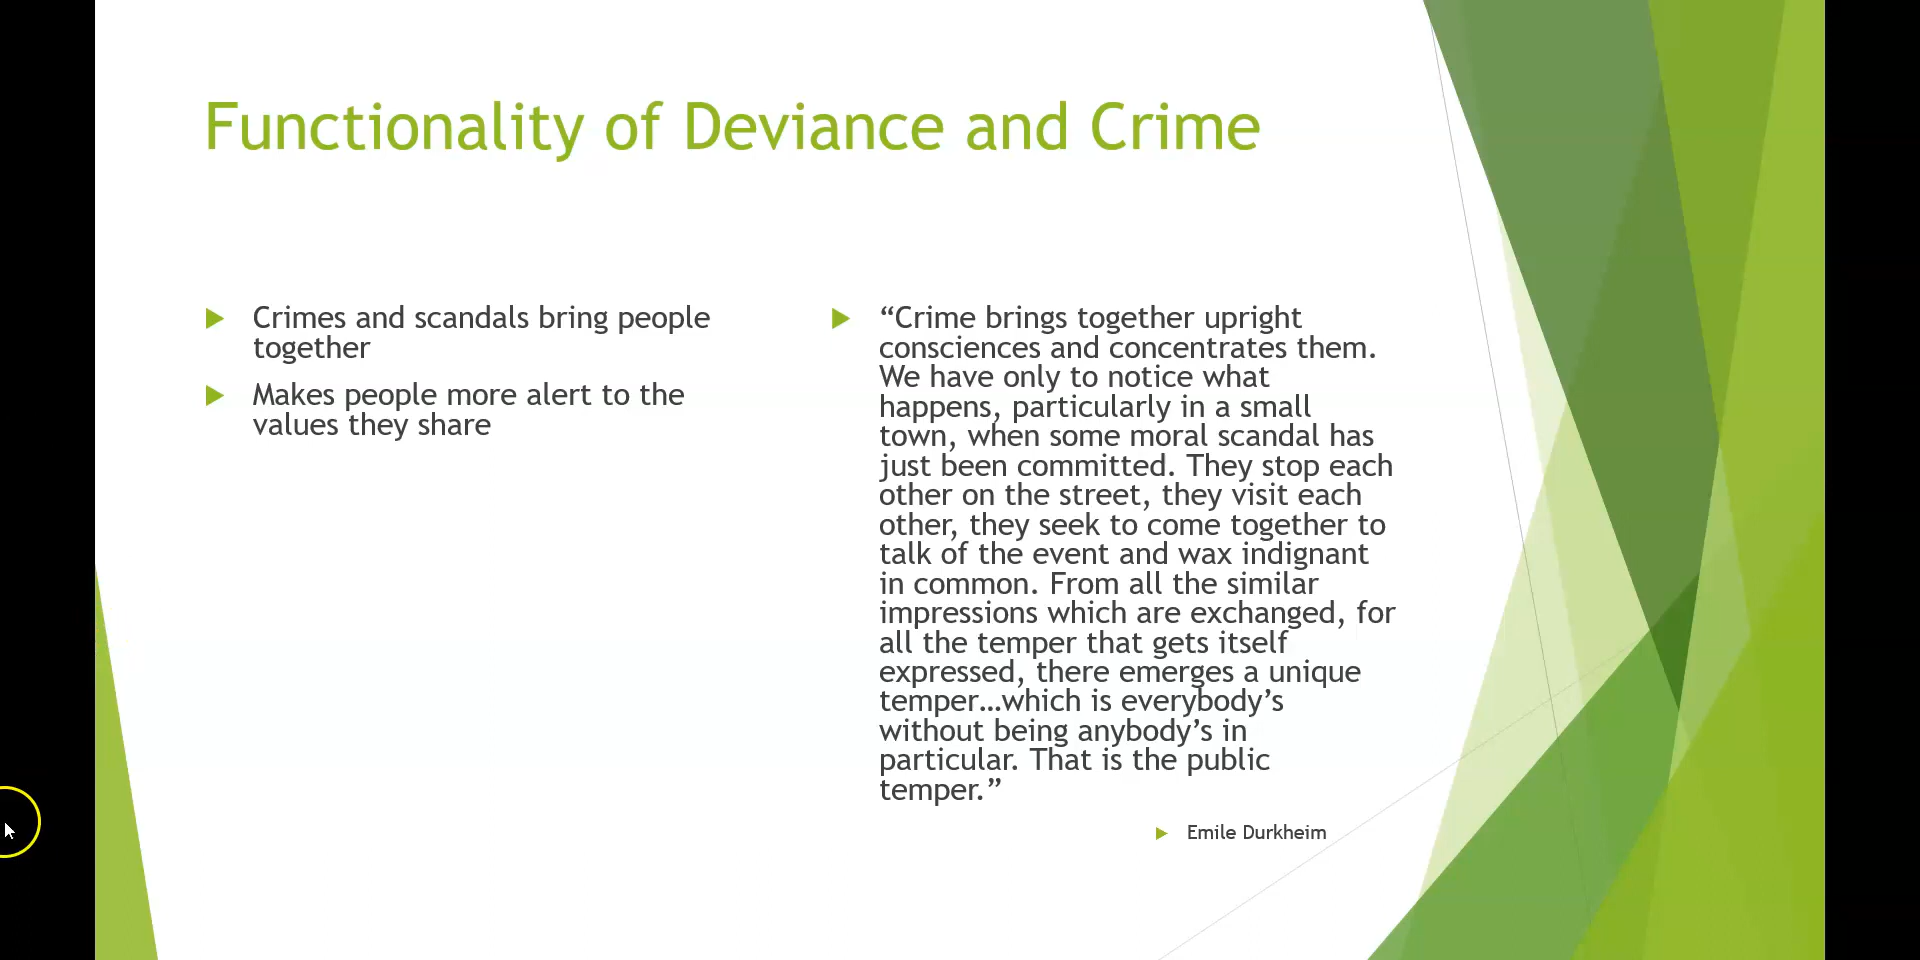 Functionality of Deviance and Crime
Crimes and scandals bring people
together
Makes people more alert to the
values they share
“Crime brings together upright
consciences and concentrates them.
We have only to notice what
happens, particularly in a small
town, when some moral scandal has
just been committed. They stop each
other on the street, they visit each
other, they seek to come together to
talk of the event and wax indignant
in common. From all the similar
impressions which are exchanged, for
all the temper that gets itself
expressed, there emerges a unique
temper…which is everybody’s
without being anybody’s in
particular. That is the public
temper.”
Emile Durkheim